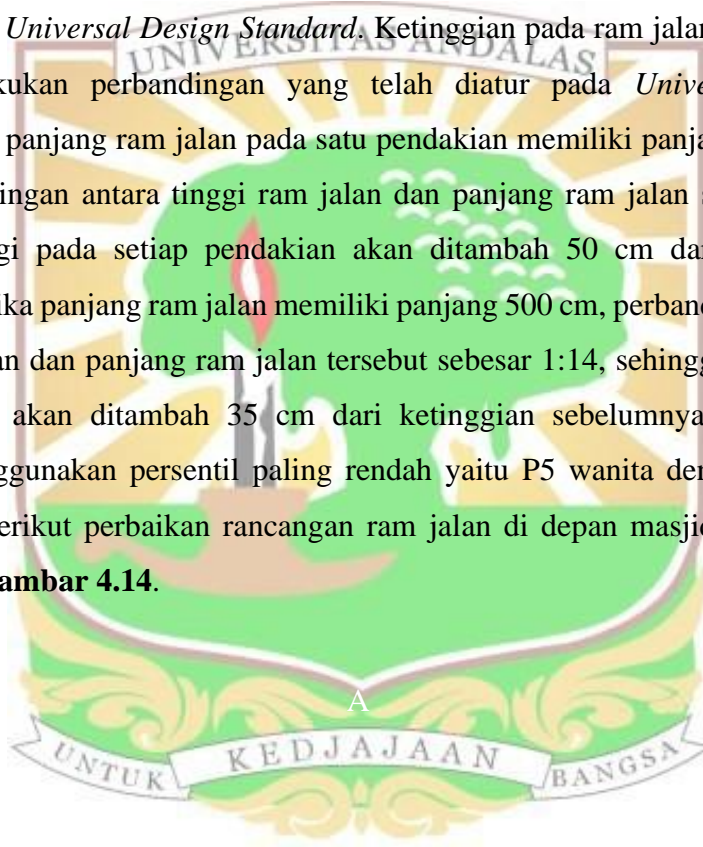 Universal Design Standard. Ketinggian pada ram jalan
UNIVERSITAS ANDALAS
kukan perbandingan yang telah diatur pada Unive
panjang ram jalan pada satu pendakian memiliki panja
ingan antara tinggi ram jalan dan panjang ram jalan s
gi pada setiap pendakian akan ditambah 50 cm dar
ika panjang ram jalan memiliki panjang 500 cm, perband
an dan panjang ram jalan tersebut sebesar 1:14, sehingg
akan ditambah 35 cm dari ketinggian sebelumnya
ggunakan persentil paling rendah yaitu P5 wanita den
erikut perbaikan rancangan ram jalan di depan masjid
ambar 4.14.
A
UNTUK KEDJAJAAN BANGSA